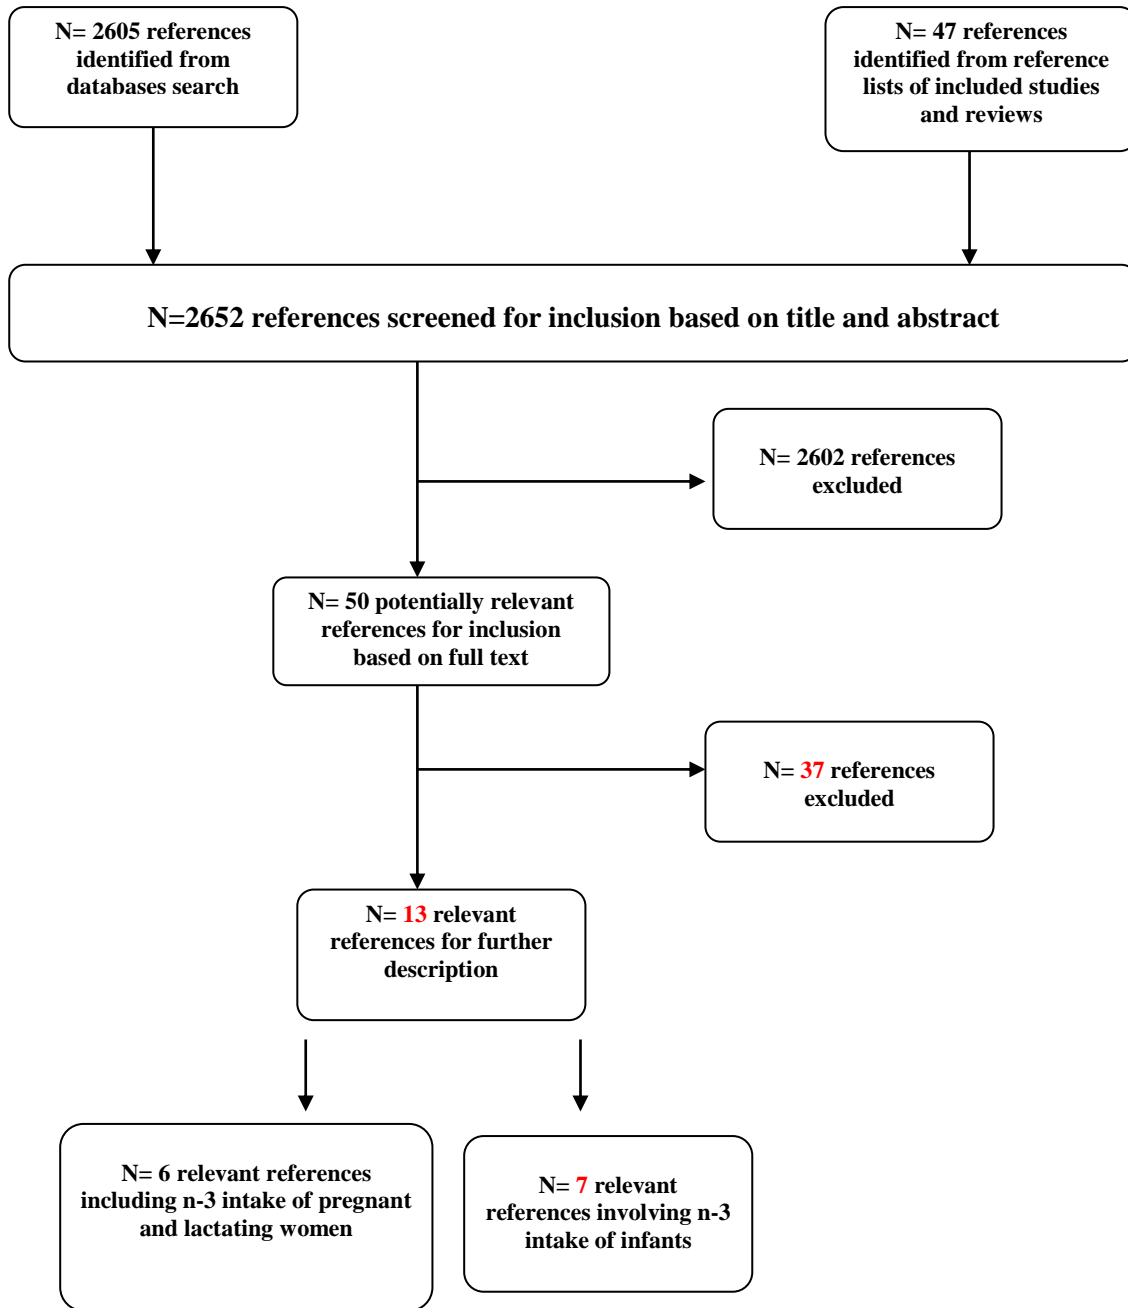 N= 2605 references
identified from
databases search
N= 47 references
identified from reference
lists of included studies
and reviews
N=2652 references screened for inclusion based on title and abstract
N= 2602 references
excluded
N= 50 potentially relevant
references for inclusion
based on full text
N= 37 references
excluded
N= 13 relevant
references for further
description
N= 6 relevant references
including n-3 intake of pregnant
and lactating women
N= 7 relevant
references involving n-3
intake of infants